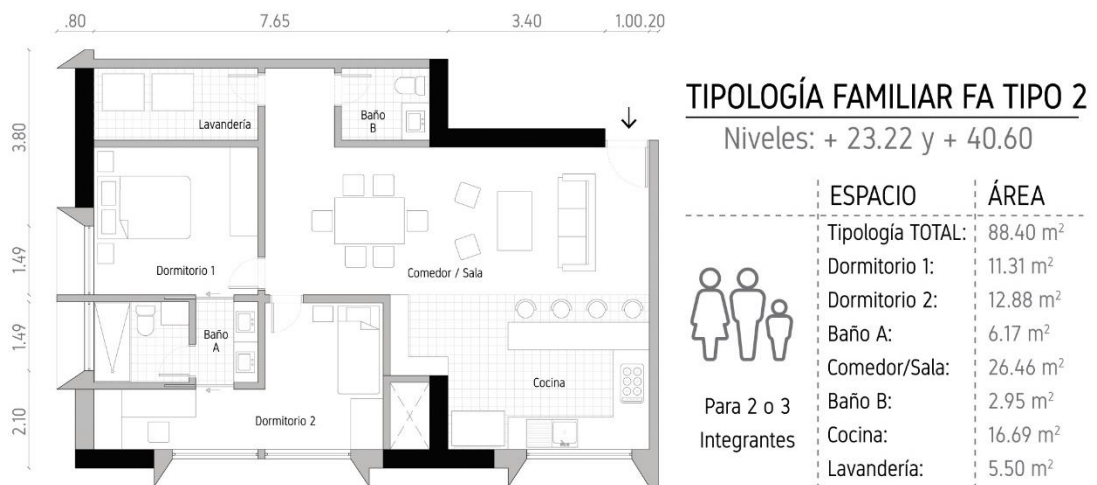 .80 7.65 3.40 1.00 .20
3.80
1.49
1.49
2.10
Lavandería
Baño
B
Dormitorio 1
Comedor / Sala
Baño
A
Cocina
Dormitorio 2
TIPOLOGÍA FAMILIAR FA TIPO 2
Niveles: + 23.22 y + 40.60
ESPACIO ÁREA
Tipología TOTAL: 88.40 m²
Dormitorio 1: 11.31 m²
Dormitorio 2: 12.88 m²
Baño A: 6.17 m²
Comedor/Sala: 26.46 m²
Baño B: 2.95 m²
Cocina: 16.69 m²
Lavandería: 5.50 m²
Para 2 o 3
Integrantes